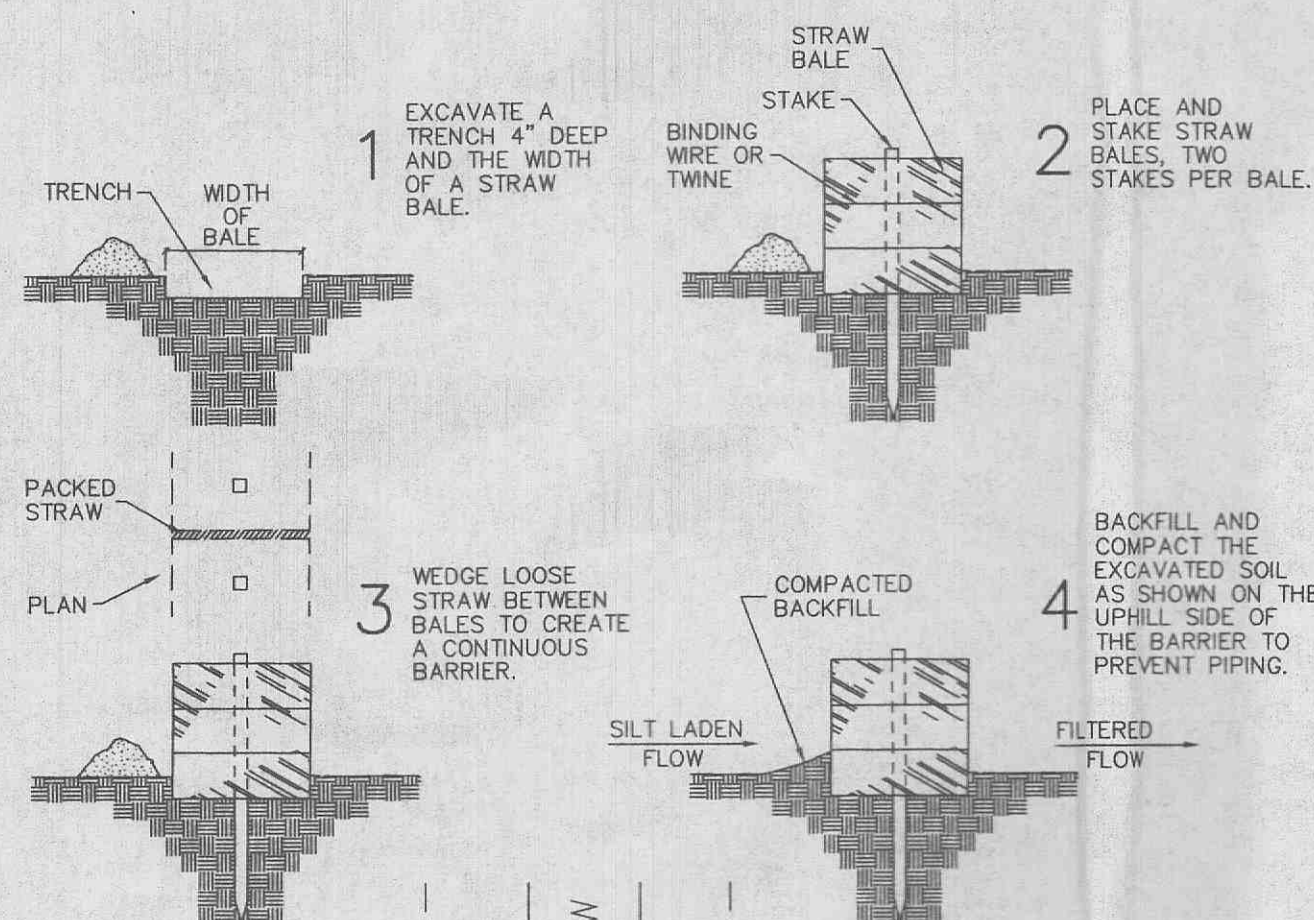 1
EXCAVATE A
TRENCH 4" DEEP
AND THE WIDTH
OF A STRAW
BALE.
TRENCH
WIDTH
OF
BALE
STRAW
BALE
STAKE
BINDING
WIRE OR
TWINE
2
PLACE AND
STAKE STRAW
BALES, TWO
STAKES PER BALE.
PACKED
STRAW
PLAN
3
WEDGE LOOSE
STRAW BETWEEN
BALES TO CREATE
A CONTINUOUS
BARRIER.
COMPACTED
BACKFILL
4
BACKFILL AND
COMPACT THE
EXCAVATED SOIL
AS SHOWN ON THE
UPHILL SIDE OF
THE BARRIER TO
PREVENT PIPING.
SILT LADEN
FLOW
FILTERED
FLOW